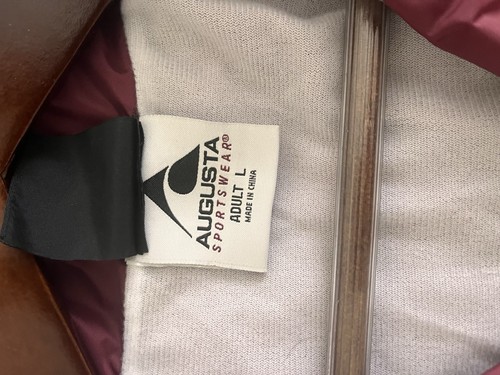 AUGUSTA
SPORTSWEAR®
ADULT L
MADE IN CHINA